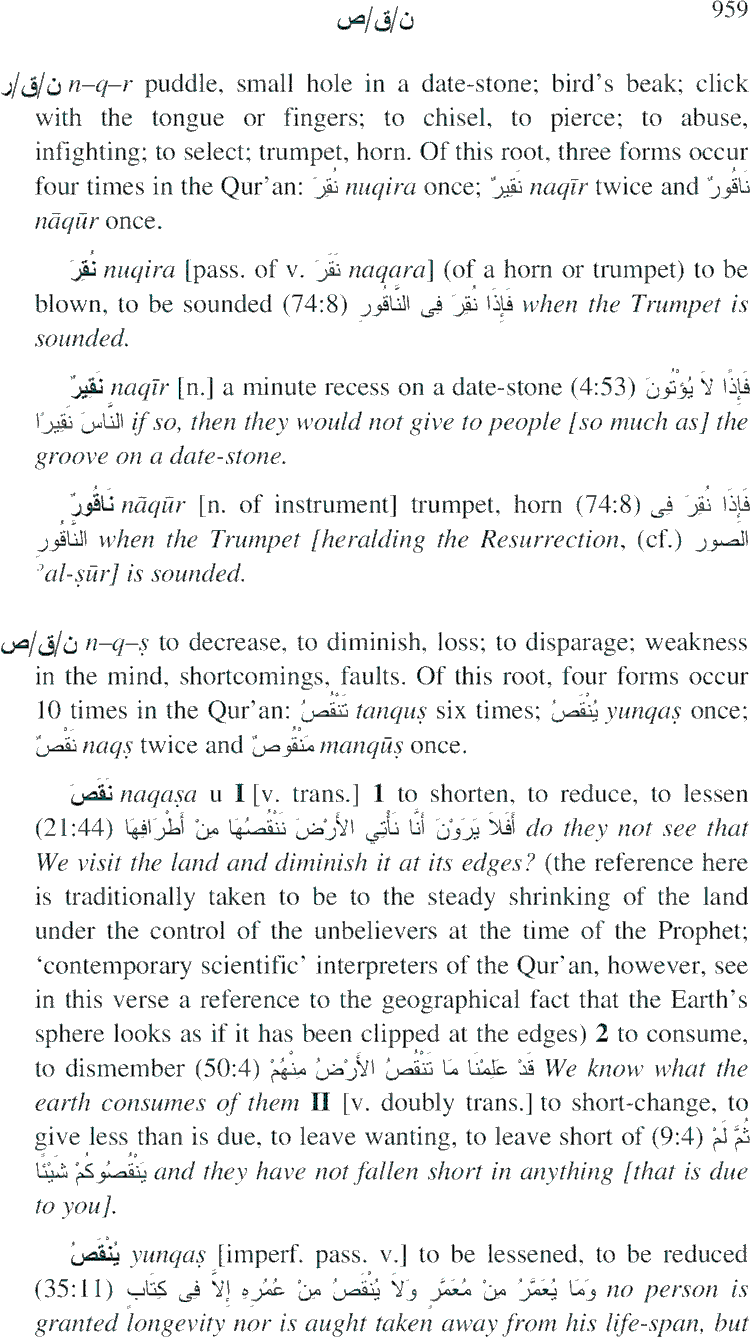 ن/ق/ص 959
ن/ق/ر n–q–r puddle, small hole in a date-stone; bird's beak; click
with the tongue or fingers; to chisel, to pierce; to abuse,
infighting; to select; trumpet, horn. Of this root, three forms occur
four times in the Qur'an: نُقِرَ nuqira once; نَقِيرٌ naqīr twice and نَاقُورٌ
nāqūr once.
نُقِرَ nuqira [pass. of v. نَقَرَ naqara] (of a horn or trumpet) to be
blown, to be sounded (74:8) فَإِذَا نُقِرَ فِى النَّاقُورِ when the Trumpet is
sounded.
نَقِيرٌ naqīr [n.] a minute recess on a date-stone (4:53) فَإِذًا لاَ يُؤْتُونَ
النَّاسَ نَقِيرًا if so, then they would not give to people [so much as] the
groove on a date-stone.
نَاقُورٌ nāqūr [n. of instrument] trumpet, horn (74:8) فَإِذَا نُقِرَ فِى
النَّاقُورِ when the Trumpet [heralding the Resurrection, (cf.) الصور
ʾal-ṣūr] is sounded.
ن/ق/ص n–q–ṣ to decrease, to diminish, loss; to disparage; weakness
in the mind, shortcomings, faults. Of this root, four forms occur
10 times in the Qur'an: تَنْقُصُ tanquṣ six times; يُنْقَصُ yunqaṣ once;
نَقْصٌ naqṣ twice and مَنْقُوصٌ manqūṣ once.
نَقَصَ naqaṣa u I [v. trans.] 1 to shorten, to reduce, to lessen
(21:44) أَفَلاَ يَرَوْنَ أَنَّا نَأْتِي الأَرْضَ نَنْقُصُهَا مِنْ أَطْرَافِهَا do they not see that
We visit the land and diminish it at its edges? (the reference here
is traditionally taken to be to the steady shrinking of the land
under the control of the unbelievers at the time of the Prophet;
'contemporary scientific' interpreters of the Qur'an, however, see
in this verse a reference to the geographical fact that the Earth's
sphere looks as if it has been clipped at the edges) 2 to consume,
to dismember (50:4) قَدْ عَلِمْنَا مَا تَنْقُصُ الأَرْضُ مِنْهُمْ We know what the
earth consumes of them II [v. doubly trans.] to short-change, to
give less than is due, to leave wanting, to leave short of (9:4) ثُمَّ لَمْ
يَنْقُصُوكُمْ شَيْئًا and they have not fallen short in anything [that is due
to you].
يُنْقَصُ yunqaṣ [imperf. pass. v.] to be lessened, to be reduced
(35:11) وَمَا يُعَمَّرُ مِنْ مُعَمَّرٍ وَلاَ يُنْقَصُ مِنْ عُمُرِهِ إِلاَّ فِى كِتَابٍ no person is
granted longevity nor is aught taken away from his life-span, but